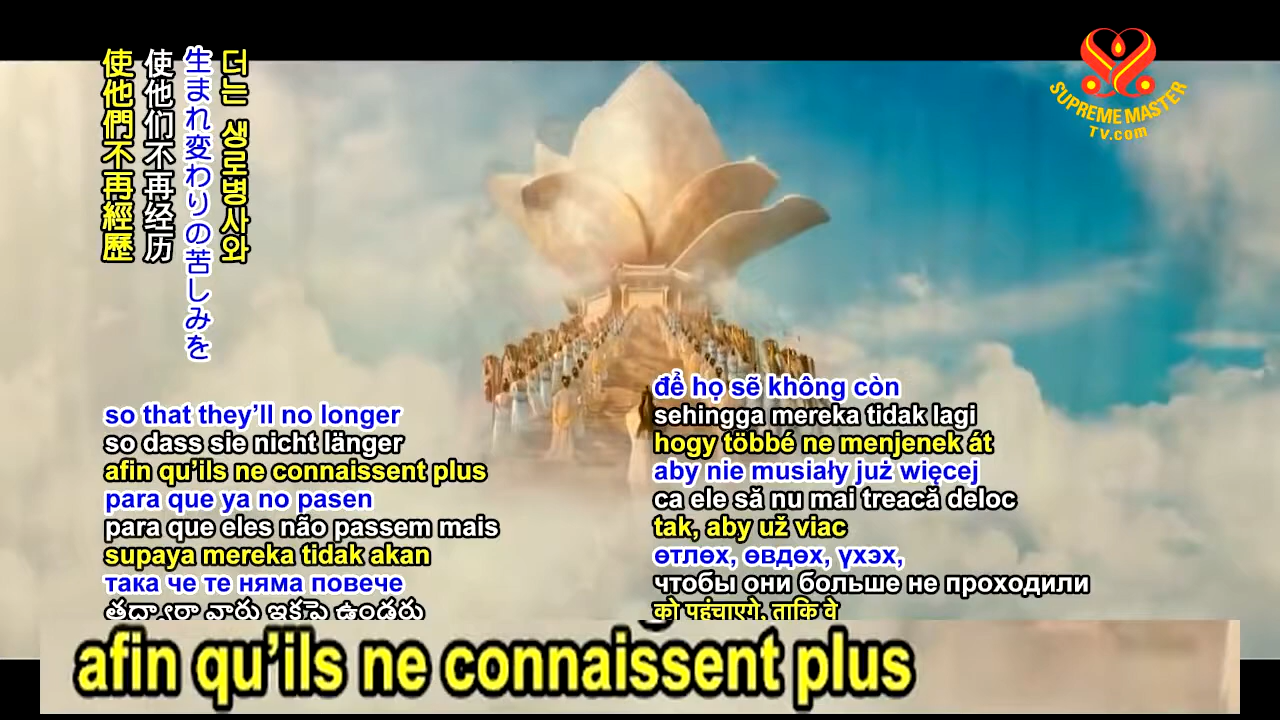 더는 생로병사와
生まれ変わりの苦しみを
使他们不再经历
使他們不再經歷
SUPREME MASTER
TV.com
so that they’ll no longer
so dass sie nicht länger
afin qu’ils ne connaissent plus
para que ya no pasen
para que eles não passem mais
supaya mereka tidak akan
така че те няма повече
తద్వారా వారు ఇకపై ఉండరు
để họ sẽ không còn
sehingga mereka tidak lagi
hogy többé ne menjenek át
aby nie musiały już więcej
ca ele să nu mai treacă deloc
tak, aby už viac
өтлөх, өвдөх, үхэх,
чтобы они больше не проходили
को पहुंचाएगे, ताकि वे
afin qu’ils ne connaissent plus